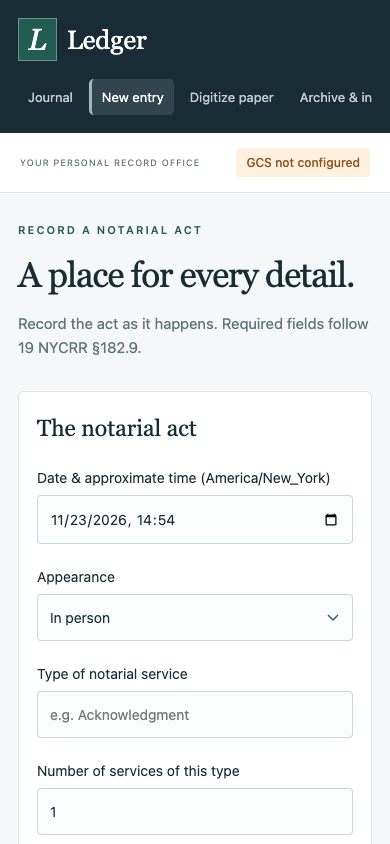 L Ledger
Journal New entry Digitize paper Archive & in
YOUR PERSONAL RECORD OFFICE GCS not configured
RECORD A NOTARIAL ACT
A place for every detail.
Record the act as it happens. Required fields follow
19 NYCRR §182.9.
The notarial act
Date & approximate time (America/New_York)
11/23/2026, 14:54
Appearance
In person
Type of notarial service
e.g. Acknowledgment
Number of services of this type
1